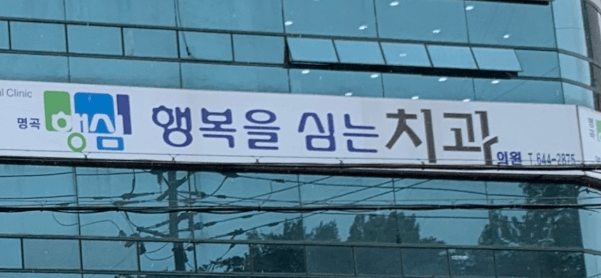 al Clinic
명곡 행심 행복을 심는 치과의원 T.644-2875